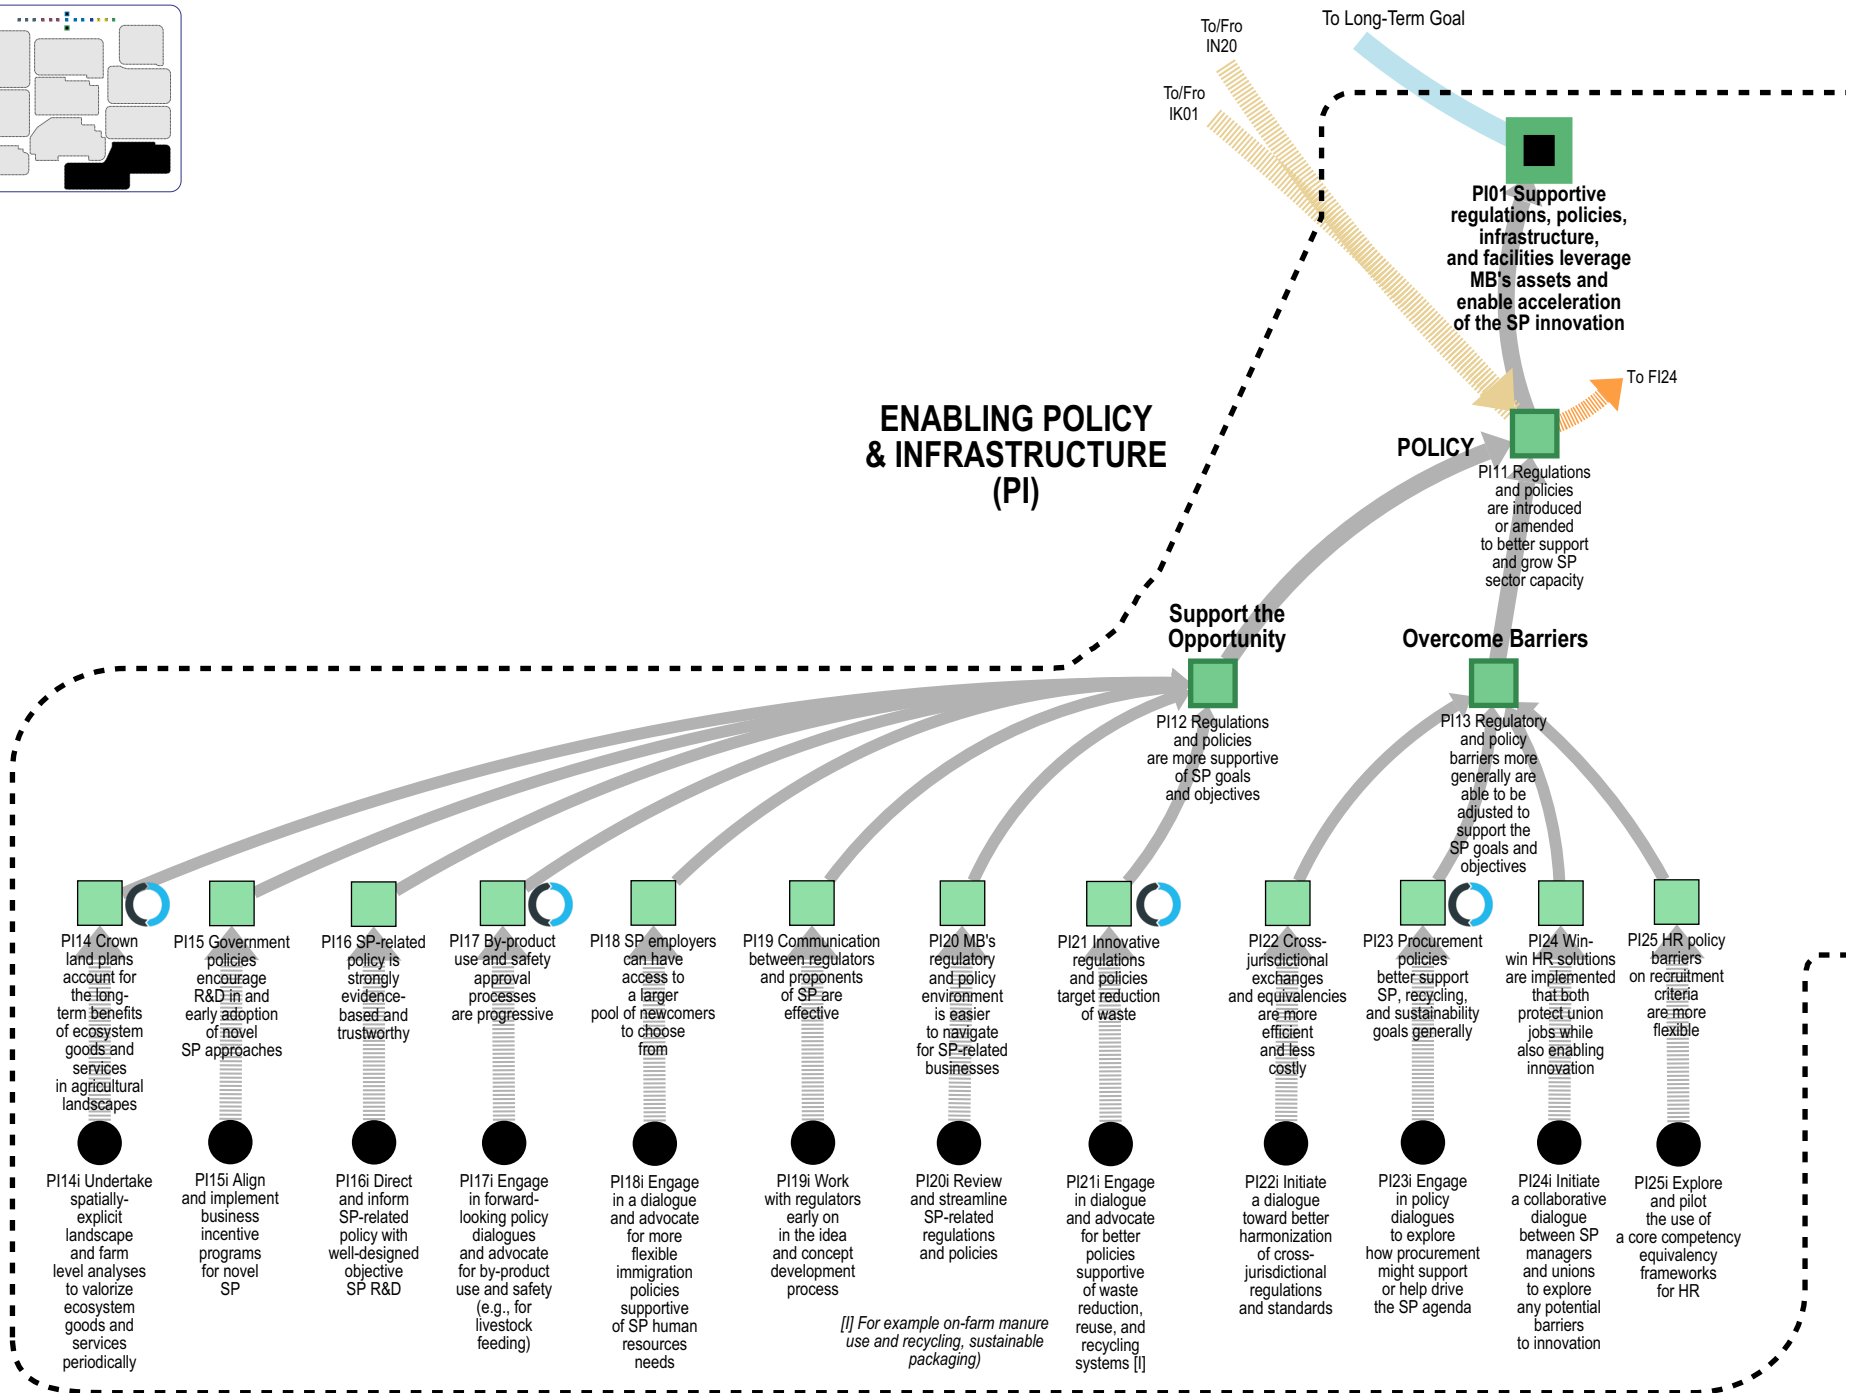 To/Fro
IN20
To Long-Term Goal
To/Fro
IK01
PI01 Supportive
regulations, policies,
infrastructure,
and facilities leverage
MB's assets and
enable acceleration
of the SP innovation
To FI24
ENABLING POLICY
& INFRASTRUCTURE
(PI)
POLICY
PI11 Regulations
and policies
are introduced
or amended
to better support
and grow SP
sector capacity
Support the
Opportunity
Overcome Barriers
PI12 Regulations
and policies
are more supportive
of SP goals
and objectives
PI13 Regulatory
and policy
barriers more
generally are
able to be
adjusted to
support the
SP goals and
objectives
PI14 Crown
land plans
account for
the long-
term benefits
of ecosystem
goods and
services
in agricultural
landscapes
PI15 Government
policies
encourage
R&D in and
early adoption
of novel
SP approaches
PI16 SP-related
policy is
strongly
evidence-
based and
trustworthy
PI17 By-product
use and safety
approval
processes
are progressive
PI18 SP employers
can have
access to
a larger
pool of newcomers
to choose
from
PI19 Communication
between regulators
and proponents
of SP are
effective
PI20 MB's
regulatory
and policy
environment
is easier
to navigate
for SP-related
businesses
PI21 Innovative
regulations
and policies
target reduction
of waste
PI22 Cross-
jurisdictional
exchanges
and equivalencies
are more
efficient
and less
costly
PI23 Procurement
policies
better support
SP, recycling,
and sustainability
goals generally
PI24 Win-
win HR solutions
are implemented
that both
protect union
jobs while
also enabling
innovation
PI25 HR policy
barriers
on recruitment
criteria
are more
flexible
PI14i Undertake
spatially-
explicit
landscape
and farm
level analyses
to valorize
ecosystem
goods and
services
periodically
PI15i Align
and implement
business
incentive
programs
for novel
SP
PI16i Direct
and inform
SP-related
policy with
well-designed
objective
SP R&D
PI17i Engage
in forward-
looking policy
dialogues
and advocate
for by-product
use and safety
(e.g., for
livestock
feeding)
PI18i Engage
in a dialogue
and advocate
for more
flexible
immigration
policies
supportive
of SP human
resources
needs
PI19i Work
with regulators
early on
in the idea
and concept
development
process
PI20i Review
and streamline
SP-related
regulations
and policies
PI21i Engage
in dialogue
and advocate
for better
policies
supportive
of waste
reduction,
reuse, and
recycling
systems [I]
PI22i Initiate
a dialogue
toward better
harmonization
of cross-
jurisdictional
regulations
and standards
PI23i Engage
in policy
dialogues
to explore
how procurement
might support
or help drive
the SP agenda
PI24i Initiate
a collaborative
dialogue
between SP
managers
and unions
to explore
any potential
barriers
to innovation
PI25i Explore
and pilot
the use of
a core competency
equivalency
frameworks
for HR
[I] For example on-farm manure
use and recycling, sustainable
packaging)